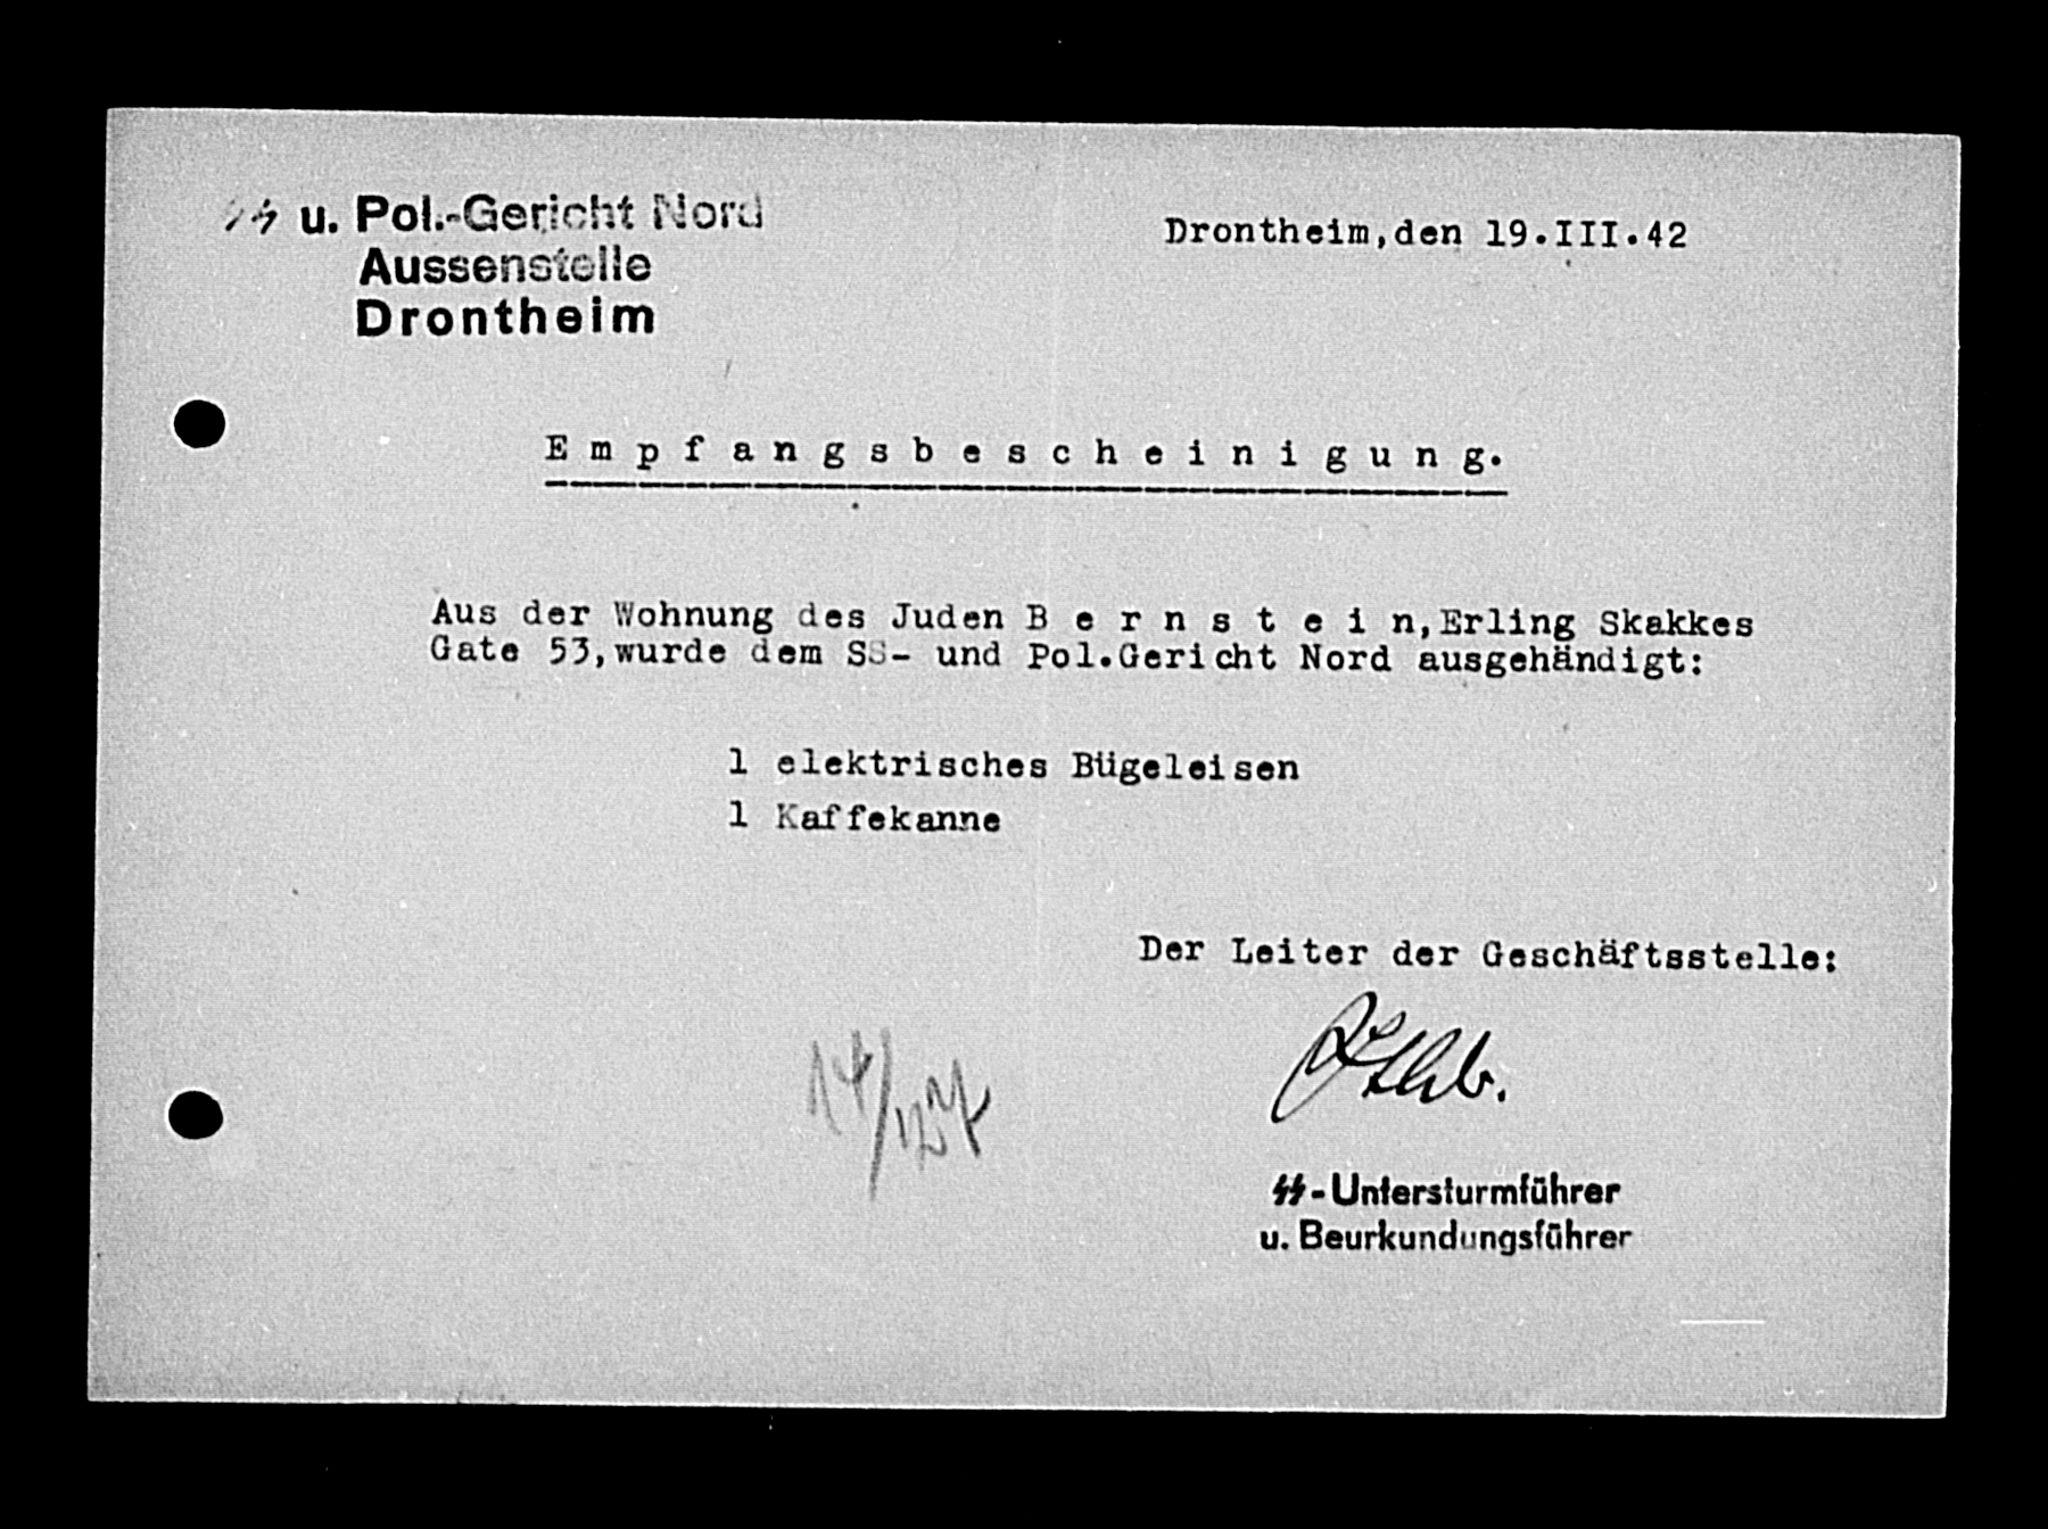 SS u. Pol.-Gericht Nord
Aussenstelle
Drontheim
Drontheim,den 19.III.42
E m p f a n g s b e s c h e i n i g u n g.
Aus der Wohnung des Juden B e r n s t e i n,Erling Skakkes
Gate 53,wurde dem SS- und Pol.Gericht Nord ausgehändigt:
1 elektrisches Bügeleisen
1 Kaffekanne
Der Leiter der Geschäftsstelle:
SS-Untersturmführer
u. Beurkundungsführer